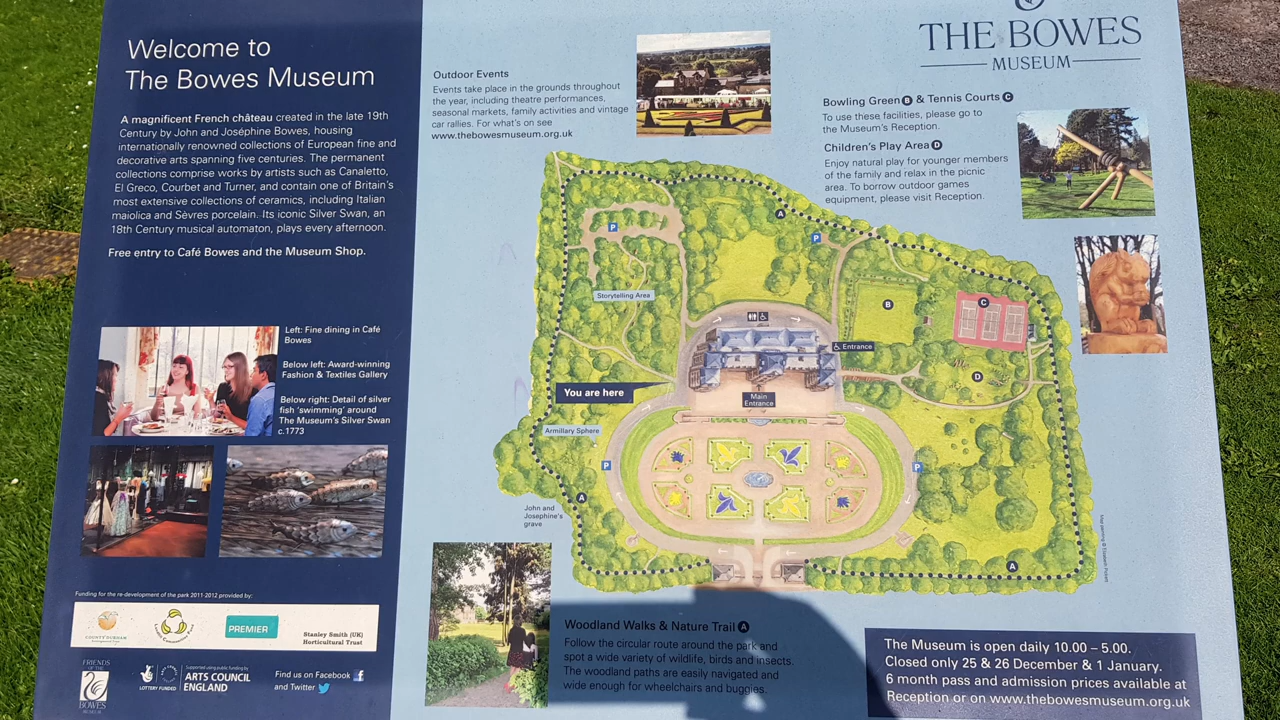 Welcome to
The Bowes Museum
A magnificent French château created in the late 19th
Century by John and Joséphine Bowes, housing
internationally renowned collections of European fine and
decorative arts spanning five centuries. The permanent
collections comprise works by artists such as Canaletto,
El Greco, Courbet and Turner, and contain one of Britain's
most extensive collections of ceramics, including Italian
maiolica and Sèvres porcelain. Its iconic Silver Swan, an
18th Century musical automaton, plays every afternoon.
Free entry to Café Bowes and the Museum Shop.
Left: Fine dining in Café
Bowes
Below left: Award-winning
Fashion & Textiles Gallery
Below right: Detail of silver
fish 'swimming' around
The Museum's Silver Swan
c.1773
Funding for the re-development of the park 2011-2012 provided by:
COUNTY DURHAM
PREMIER
Stanley Smith (UK)
Horticultural Trust
FRIENDS
OF THE
BOWES
MUSEUM
LOTTERY FUNDED
Supported using public funding by
ARTS COUNCIL
ENGLAND
Find us on Facebook
and Twitter
Outdoor Events
Events take place in the grounds throughout
the year, including theatre performances,
seasonal markets, family activities and vintage
car rallies. For what's on see
www.thebowesmuseum.org.uk
THE BOWES
MUSEUM
Bowling Green B & Tennis Courts C
To use these facilities, please go to
the Museum's Reception.
Children's Play Area D
Enjoy natural play for younger members
of the family and relax in the picnic
area. To borrow outdoor games
equipment, please visit Reception.
A
P
P
Storytelling Area
B
C
Entrance
D
You are here
Main
Entrance
Armillary Sphere
P
P
A
John and
Josephine's
grave
A
Woodland Walks & Nature Trail A
Follow the circular route around the park and
spot a wide variety of wildlife, birds and insects.
The woodland paths are easily navigated and
wide enough for wheelchairs and buggies.
The Museum is open daily 10.00 – 5.00.
Closed only 25 & 26 December & 1 January.
6 month pass and admission prices available at
Reception or on www.thebowesmuseum.org.uk